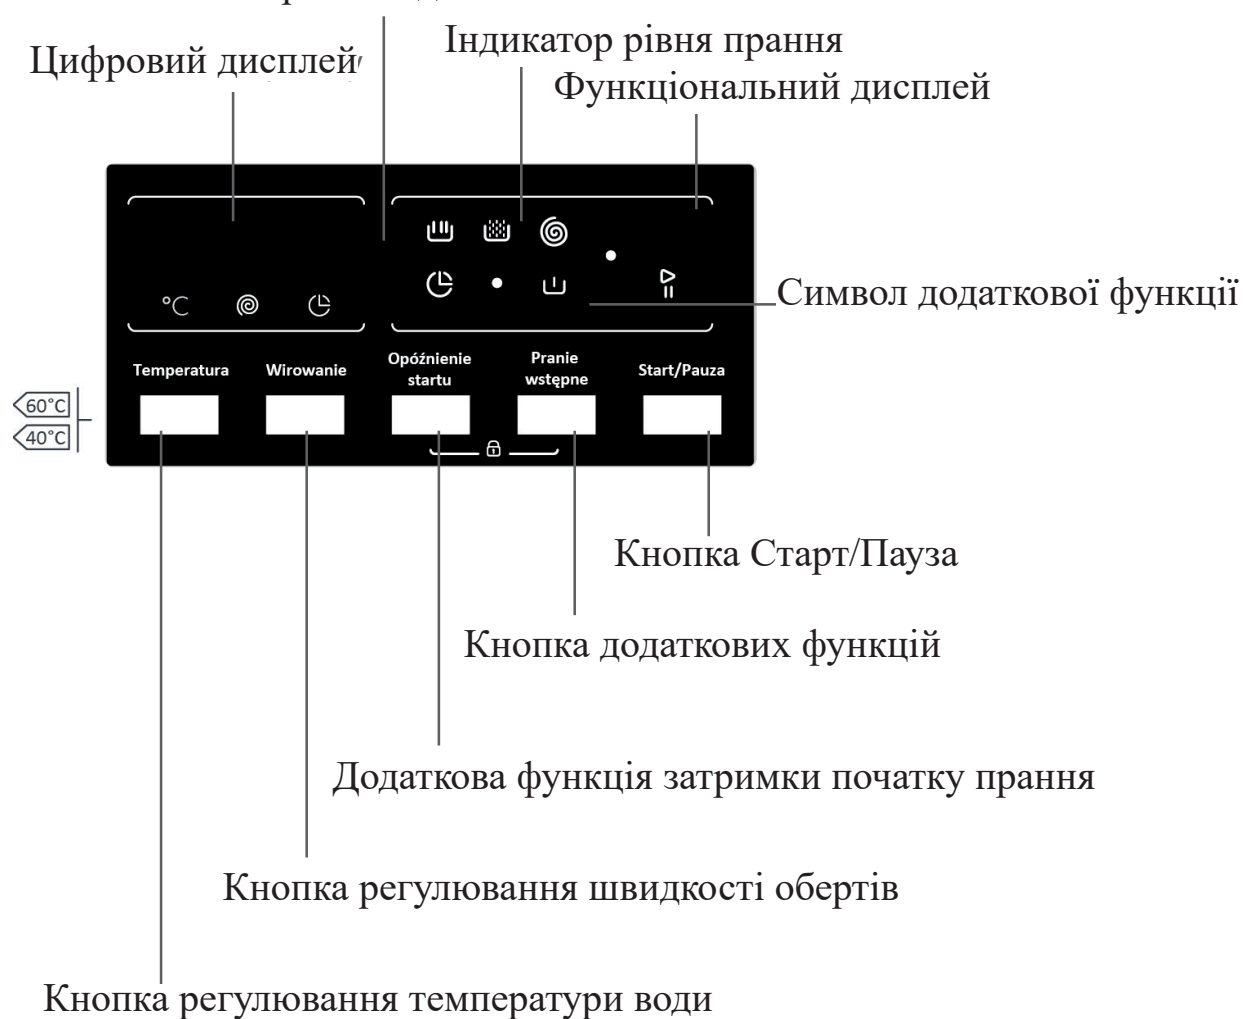 Індикатор рівня прання
Цифровий дисплей
Функціональний дисплей
°C
Символ додаткової функції
Temperatura
Wirowanie
Opóźnienie
startu
Pranie
wstępne
Start/Pauza
60°C
40°C
Кнопка Старт/Пауза
Кнопка додаткових функцій
Додаткова функція затримки початку прання
Кнопка регулювання швидкості обертів
Кнопка регулювання температури води